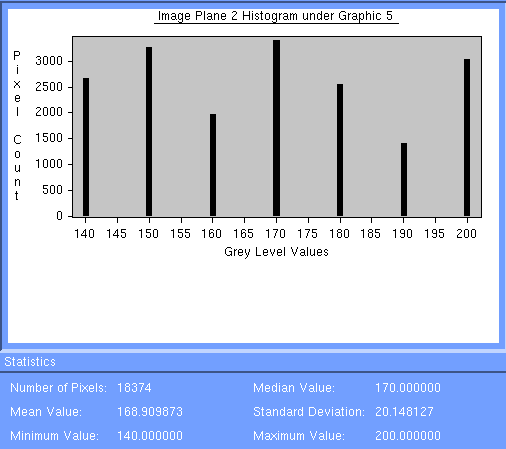 Image Plane 2 Histogram under Graphic 5
Pixel Count
3000
2500
2000
1500
1000
500
0
140 145 150 155 160 165 170 175 180 185 190 195 200
Grey Level Values
Statistics
Number of Pixels: 18374 Median Value: 170.000000
Mean Value: 168.909873 Standard Deviation: 20.148127
Minimum Value: 140.000000 Maximum Value: 200.000000